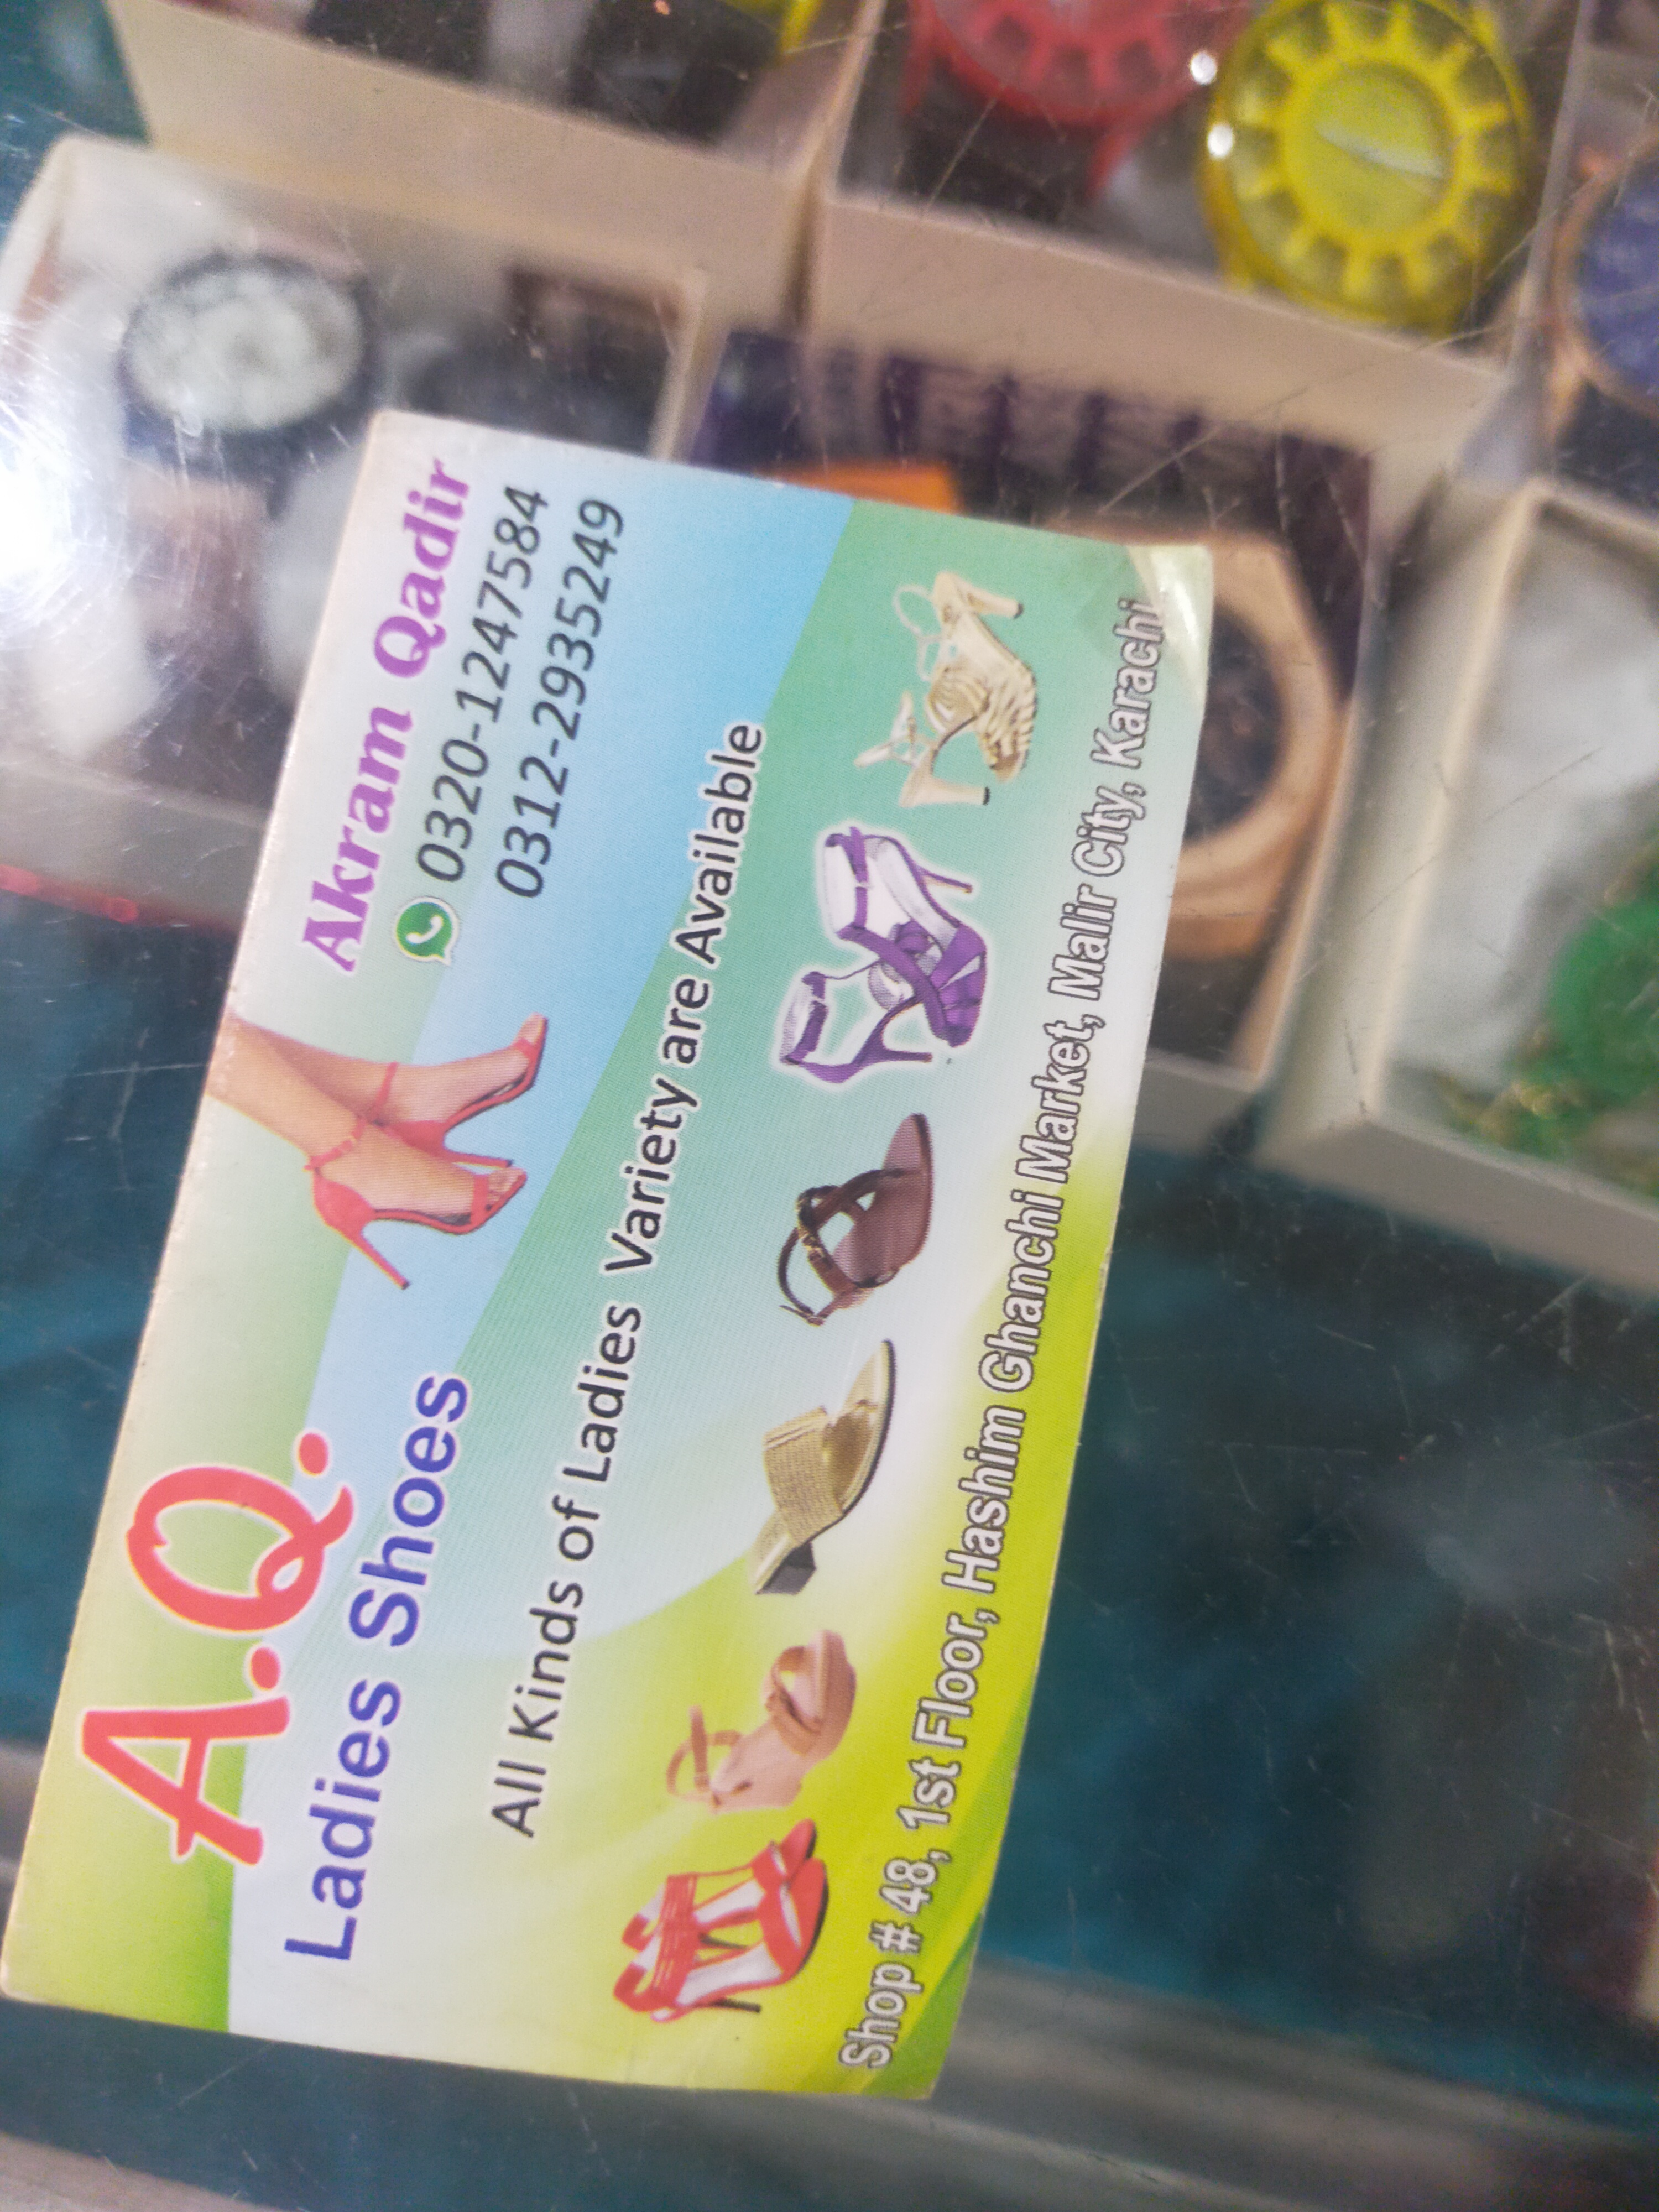 A.Q.
Ladies Shoes
Akram Qadir
0320-1247584
0312-2935249
All Kinds of Ladies Variety are Available
Shop # 48, 1st Floor, Hashim Ghanchi Market, Malir City, Karachi